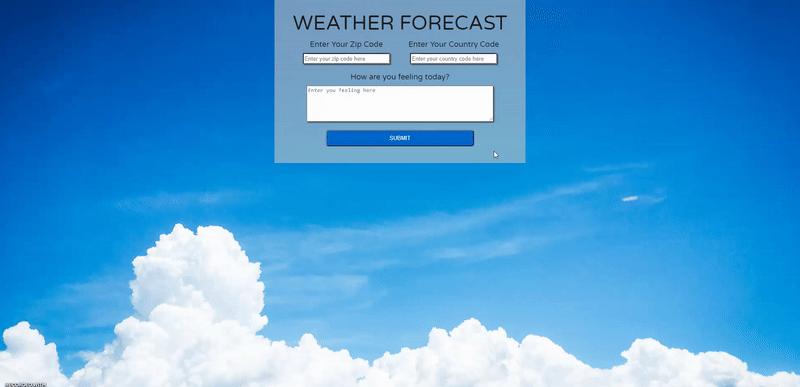 WEATHER FORECAST
Enter Your Zip Code Enter Your Country Code
Enter your zip code here Enter your country code here
How are you feeling today?
Enter you feeling here
SUBMIT